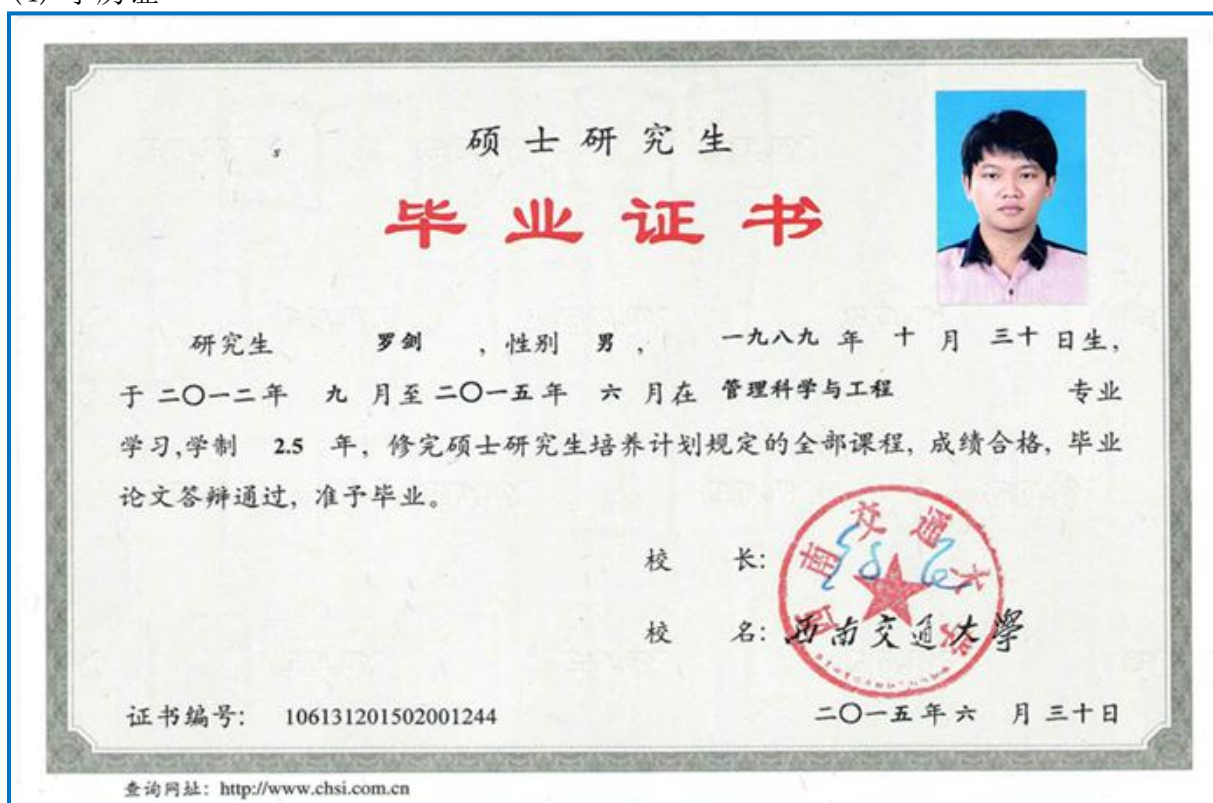 硕士研究生
毕业证书
研究生 罗剑 , 性别 男 , 一九八九 年 十 月 三十 日生,
于 二〇一二年 九 月至 二〇一五年 六 月在 管理科学与工程 专业
学习,学制 2.5 年, 修完硕士研究生培养计划规定的全部课程, 成绩合格, 毕业
论文答辩通过, 准予毕业。
校 长:
西南交通大学
校 名: 西南交通大學
证书编号: 106131201502001244 二〇一五年六 月三十日
查询网址: http://www.chsi.com.cn